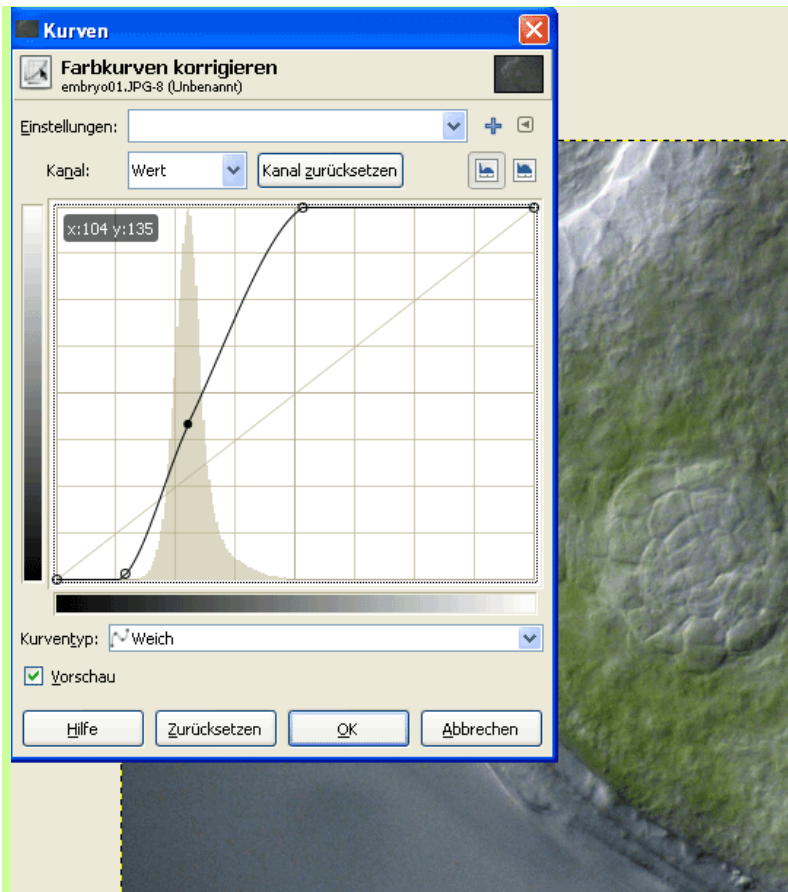 Kurven
Farbkurven korrigieren
embryo01.JPG-8 (Unbenannt)
Einstellungen:
Kanal: Wert Kanal zurücksetzen
x:104 y:135
Kurventyp: Weich
Vorschau
Hilfe Zurücksetzen OK Abbrechen